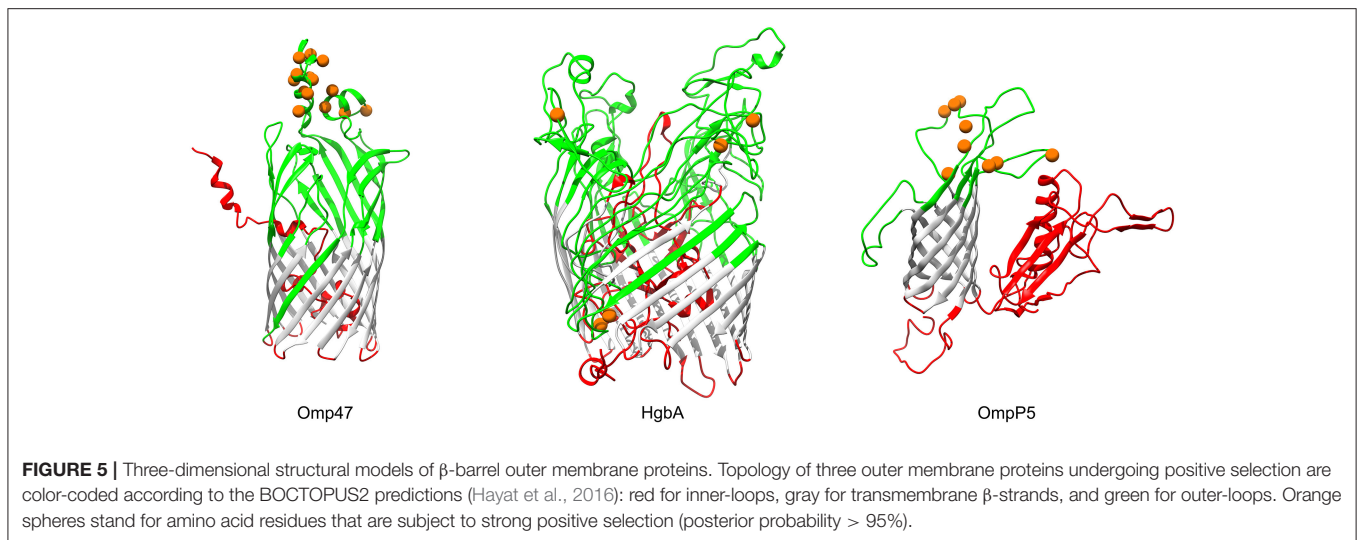 Omp47 HgbA OmpP5
FIGURE 5 | Three-dimensional structural models of β-barrel outer membrane proteins. Topology of three outer membrane proteins undergoing positive selection are
color-coded according to the BOCTOPUS2 predictions (Hayat et al., 2016): red for inner-loops, gray for transmembrane β-strands, and green for outer-loops. Orange
spheres stand for amino acid residues that are subject to strong positive selection (posterior probability > 95%).